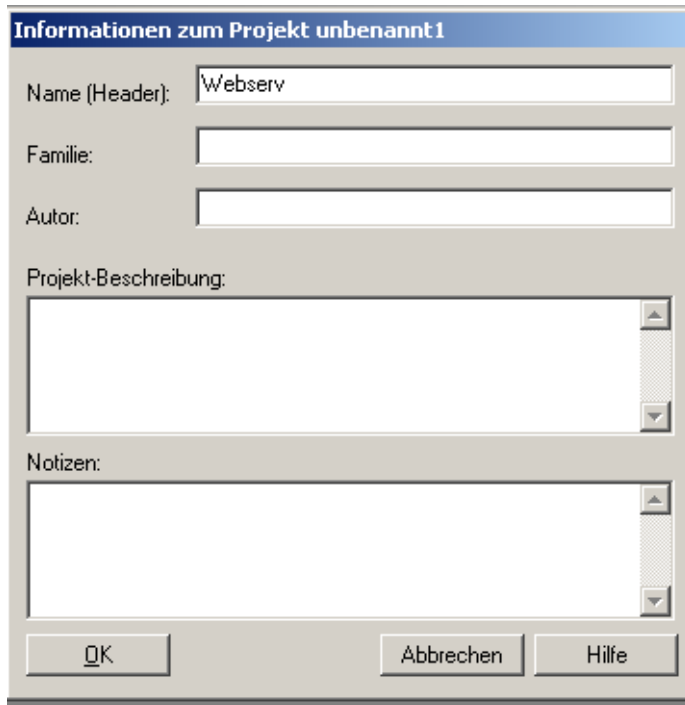 Informationen zum Projekt unbenannt1
Name (Header): Webserv
Familie:
Autor:
Projekt-Beschreibung:
Notizen:
OK Abbrechen Hilfe